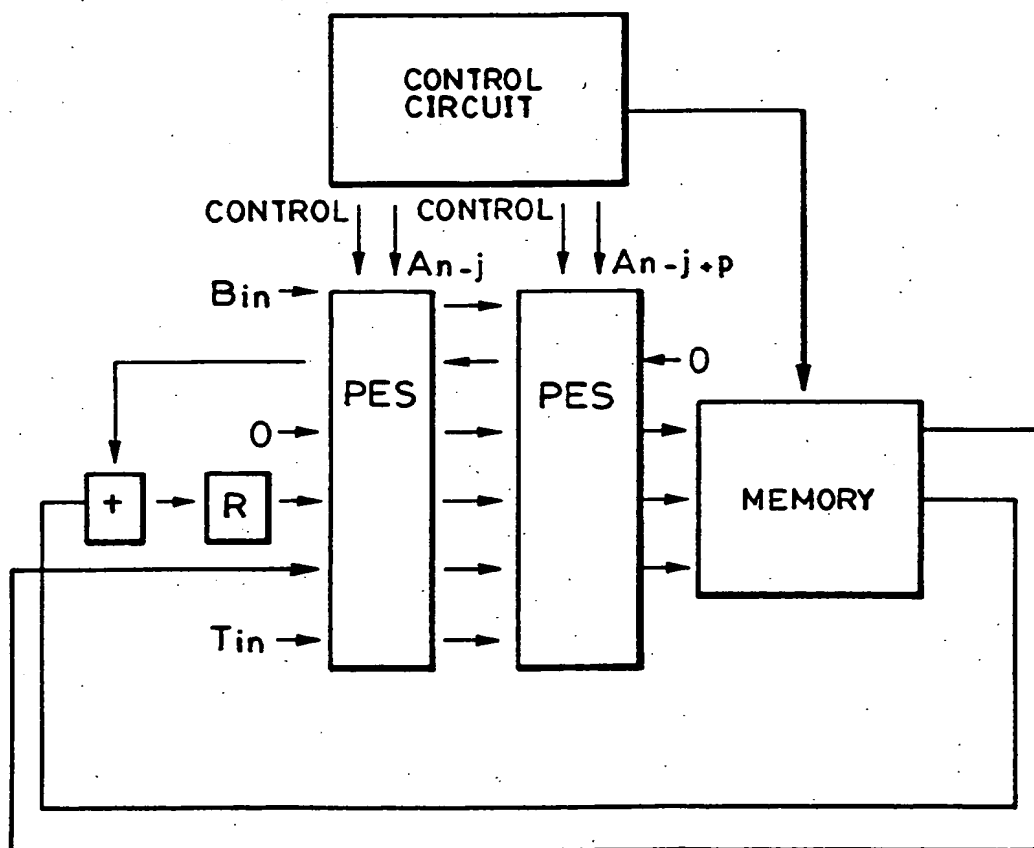 CONTROL
CIRCUIT
CONTROL CONTROL
An-j An-j+p
Bin
0
PES PES
0
+ R MEMORY
Tin